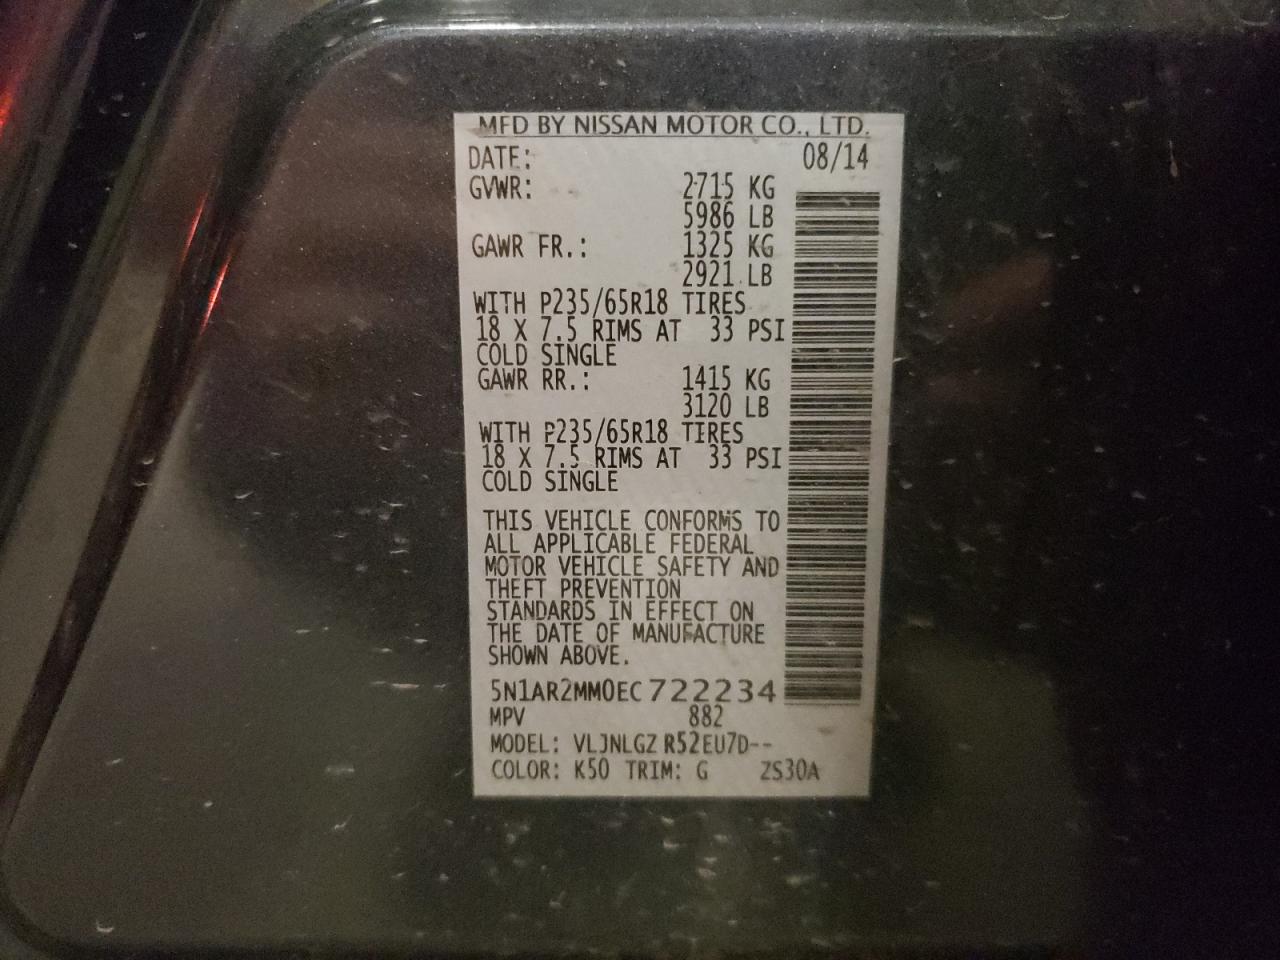 MFD BY NISSAN MOTOR CO., LTD.
DATE: 08/14
GVWR: 2715 KG
5986 LB
GAWR FR.: 1325 KG
2921 LB
WITH P235/65R18 TIRES
18 X 7.5 RIMS AT 33 PSI
COLD SINGLE
GAWR RR.: 1415 KG
3120 LB
WITH P235/65R18 TIRES
18 X 7.5 RIMS AT 33 PSI
COLD SINGLE
THIS VEHICLE CONFORMS TO
ALL APPLICABLE FEDERAL
MOTOR VEHICLE SAFETY AND
THEFT PREVENTION
STANDARDS IN EFFECT ON
THE DATE OF MANUFACTURE
SHOWN ABOVE.
5N1AR2MM0EC722234
MPV 882
MODEL: VLJNLGZ R52EU7D--
COLOR: K50 TRIM: G ZS30A